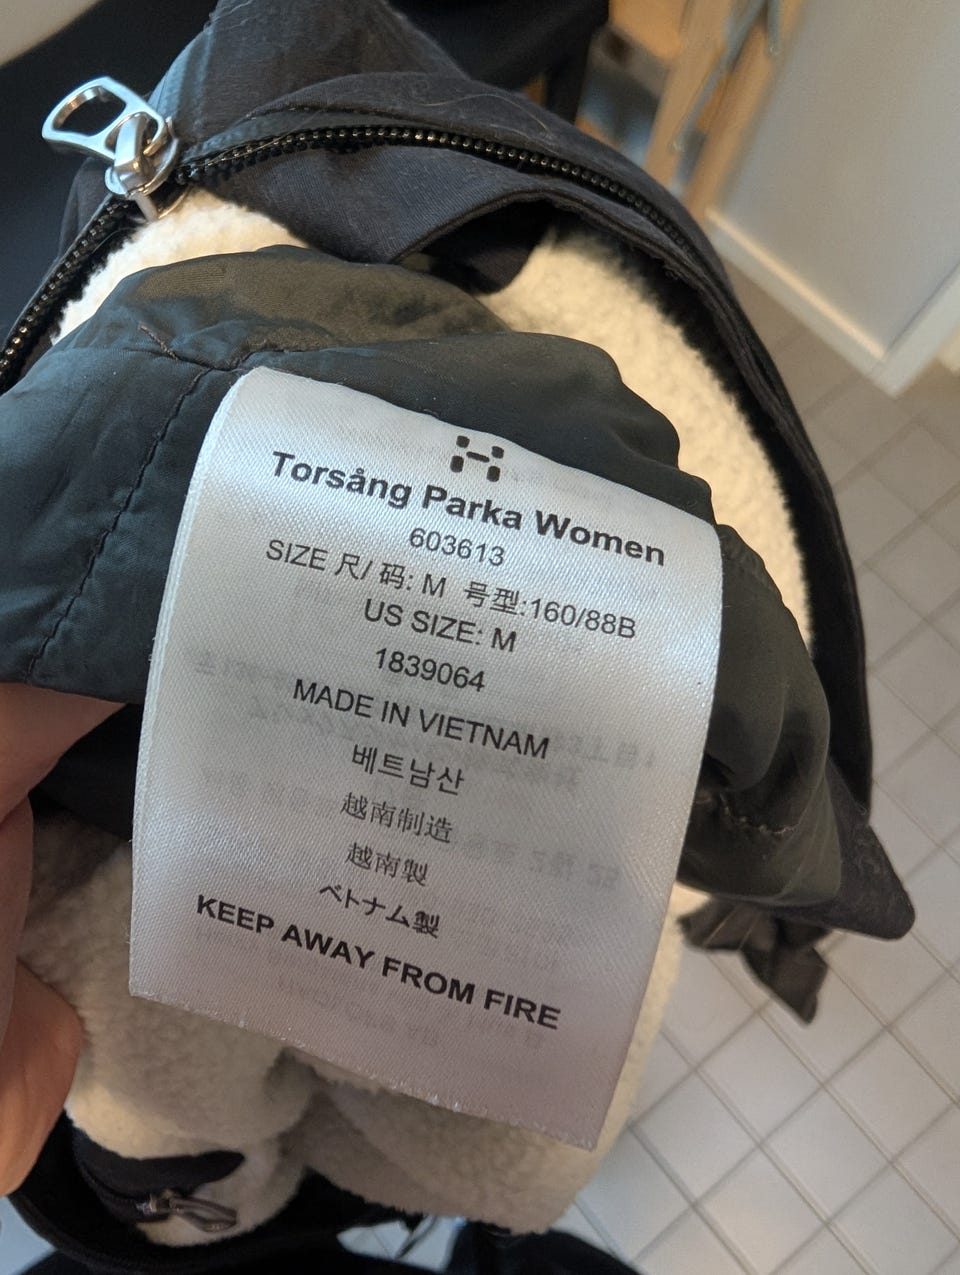 Torsång Parka Women
603613
SIZE 尺/ 码: M 号型:160/88B
US SIZE: M
1839064
MADE IN VIETNAM
베트남산
越南制造
越南製
ベトナム製
KEEP AWAY FROM FIRE